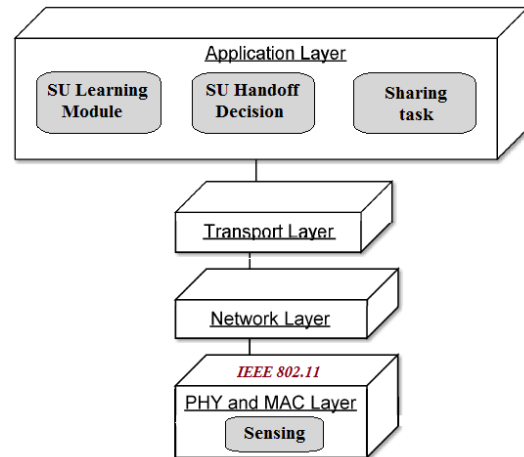 Application Layer
SU Learning
Module
SU Handoff
Decision
Sharing
task
Transport Layer
Network Layer
IEEE 802.11
PHY and MAC Layer
Sensing